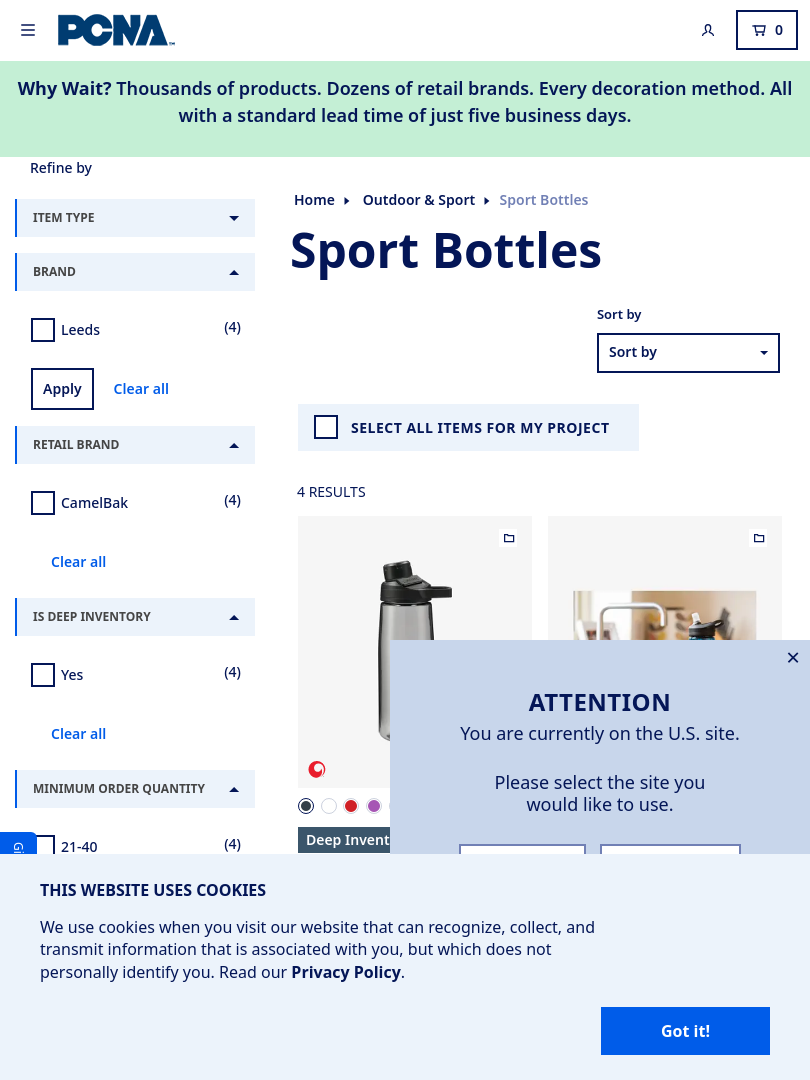 PCNA
0
Why Wait? Thousands of products. Dozens of retail brands. Every decoration method. All
with a standard lead time of just five business days.
Refine by
ITEM TYPE
BRAND
Leeds (4)
Apply Clear all
RETAIL BRAND
CamelBak (4)
Clear all
IS DEEP INVENTORY
Yes (4)
Clear all
MINIMUM ORDER QUANTITY
21-40 (4)
Home Outdoor & Sport Sport Bottles
Sport Bottles
Sort by
Sort by
SELECT ALL ITEMS FOR MY PROJECT
4 RESULTS
Deep Invent
ATTENTION
You are currently on the U.S. site.
Please select the site you
would like to use.
THIS WEBSITE USES COOKIES
We use cookies when you visit our website that can recognize, collect, and
transmit information that is associated with you, but which does not
personally identify you. Read our Privacy Policy.
Got it!